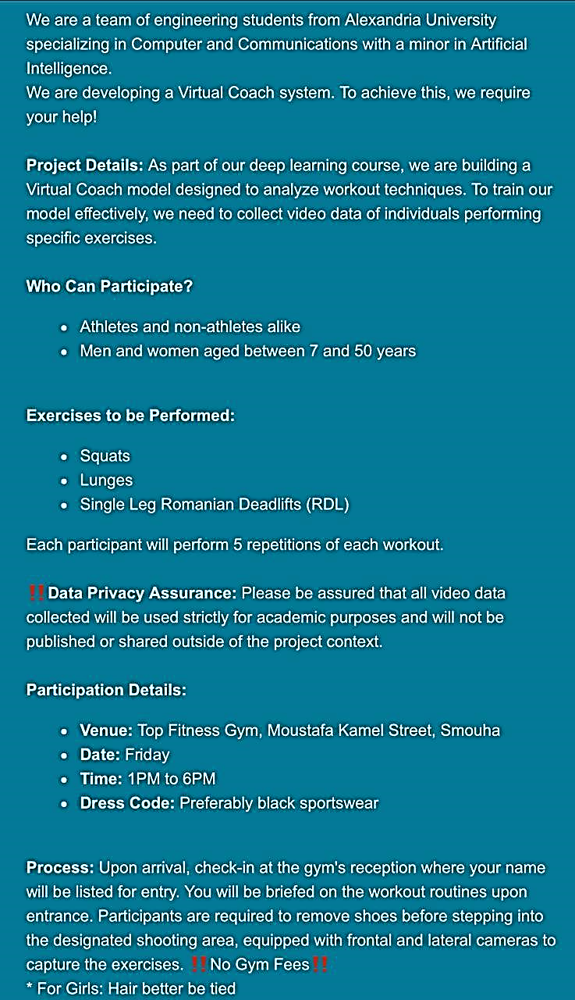 We are a team of engineering students from Alexandria University
specializing in Computer and Communications with a minor in Artificial
Intelligence.
We are developing a Virtual Coach system. To achieve this, we require
your help!
Project Details: As part of our deep learning course, we are building a
Virtual Coach model designed to analyze workout techniques. To train our
model effectively, we need to collect video data of individuals performing
specific exercises.
Who Can Participate?
• Athletes and non-athletes alike
• Men and women aged between 7 and 50 years
Exercises to be Performed:
• Squats
• Lunges
• Single Leg Romanian Deadlifts (RDL)
Each participant will perform 5 repetitions of each workout.
‼️Data Privacy Assurance: Please be assured that all video data
collected will be used strictly for academic purposes and will not be
published or shared outside of the project context.
Participation Details:
• Venue: Top Fitness Gym, Moustafa Kamel Street, Smouha
• Date: Friday
• Time: 1PM to 6PM
• Dress Code: Preferably black sportswear
Process: Upon arrival, check-in at the gym's reception where your name
will be listed for entry. You will be briefed on the workout routines upon
entrance. Participants are required to remove shoes before stepping into
the designated shooting area, equipped with frontal and lateral cameras to
capture the exercises. ‼️No Gym Fees‼️
* For Girls: Hair better be tied